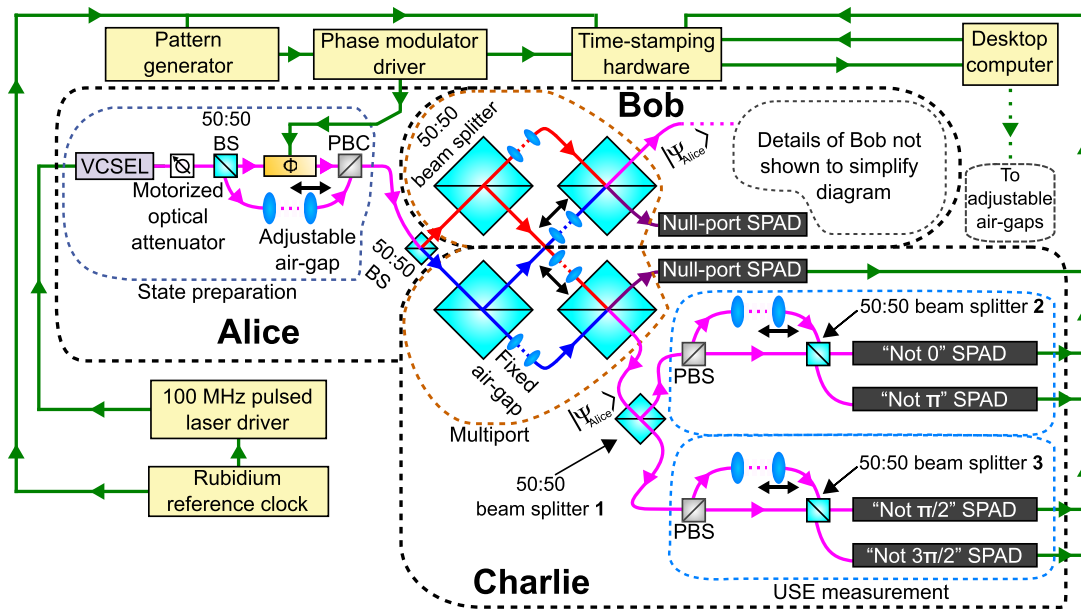 Pattern
generator
Phase modulator
driver
Time-stamping
hardware
Desktop
computer
Bob
50:50
BS
Φ
PBC
VCSEL
Motorized
optical
attenuator
Adjustable
air-gap
State preparation
Alice
50:50
beam splitter
50:50
BS
|Ψ Alice⟩
Details of Bob not
shown to simplify
diagram
To
adjustable
air-gaps
Null-port SPAD
Null-port SPAD
Fixed
air-gap
Multiport
|Ψ Alice⟩
50:50
beam splitter 1
50:50 beam splitter 2
PBS
“Not 0” SPAD
“Not π” SPAD
50:50 beam splitter 3
PBS
“Not π/2” SPAD
“Not 3π/2” SPAD
USE measurement
Charlie
100 MHz pulsed
laser driver
Rubidium
reference clock